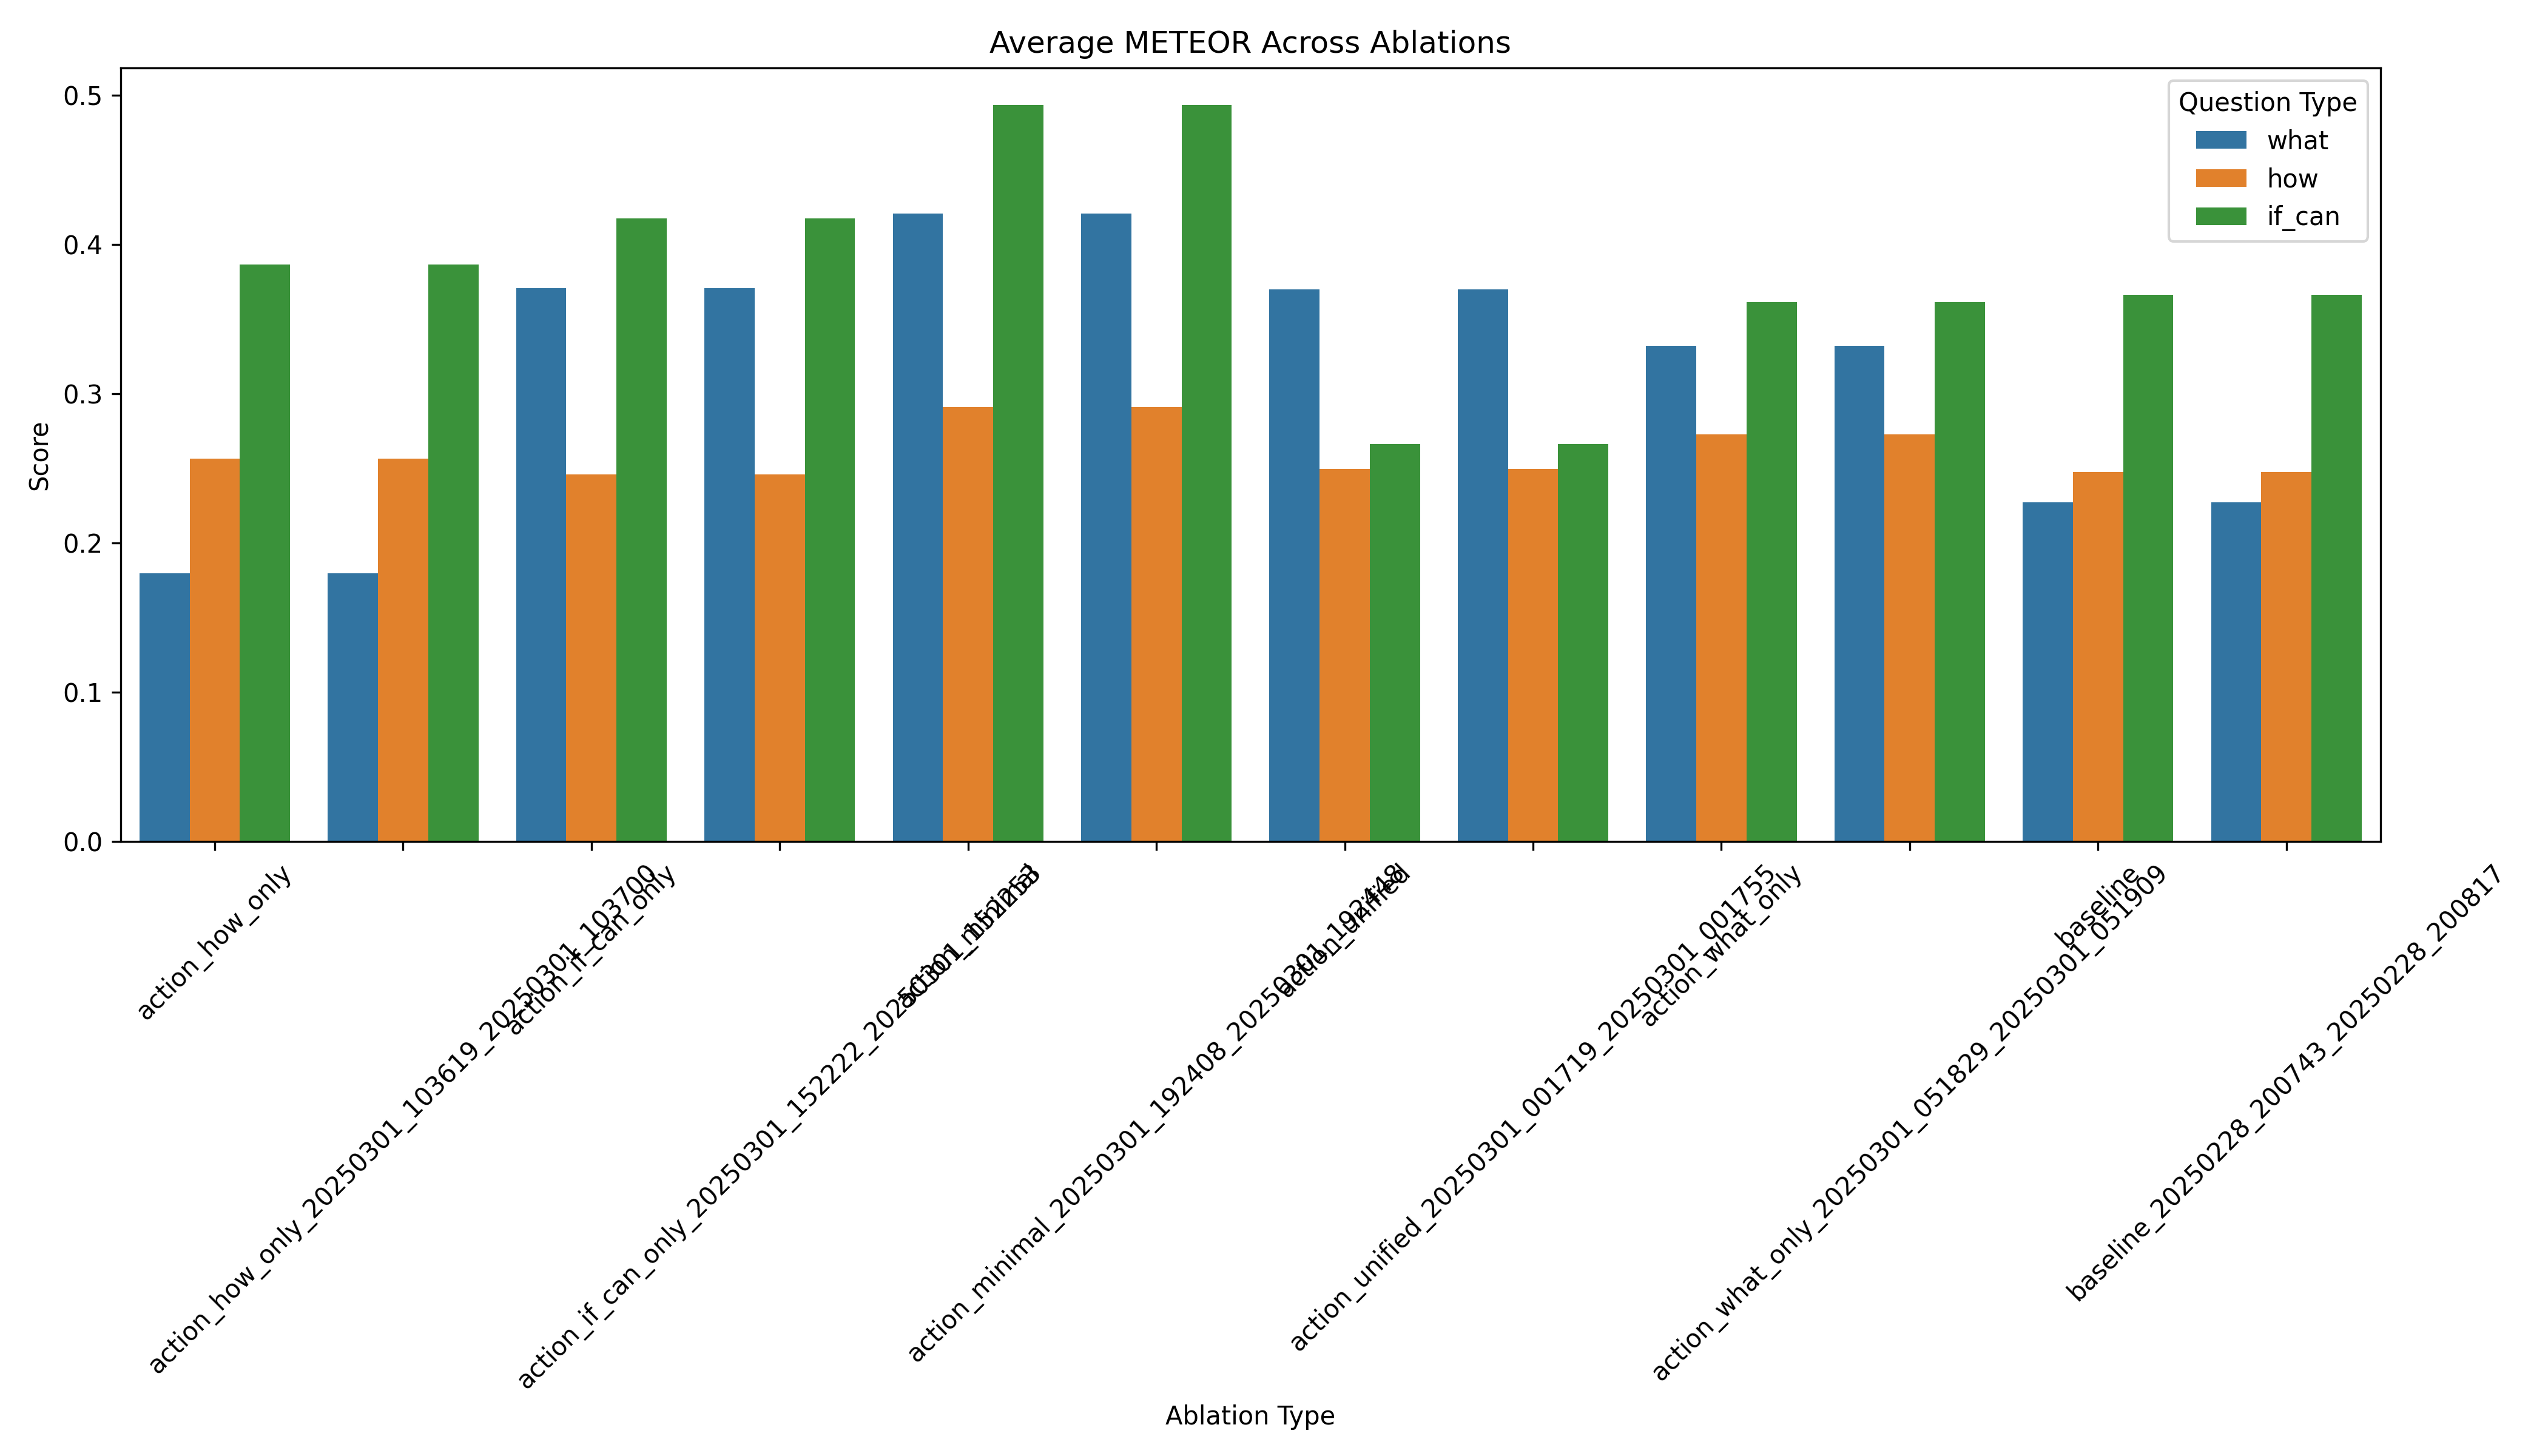 Average METEOR Across Ablations
Question Type
what
how
if_can
Score
0.5
0.4
0.3
0.2
0.1
0.0
action_how_only
action_how_only_20250301_103619_20250301_103700
action_if_can_only
action_if_can_only_20250301_152222_20250301_152253
action_minimal
action_minimal_20250301_192408_20250301_192448
action_unified
action_unified_20250301_001719_20250301_001755
action_what_only
action_what_only_20250301_051829_20250301_051909
baseline
baseline_20250228_200743_20250228_200817
Ablation Type